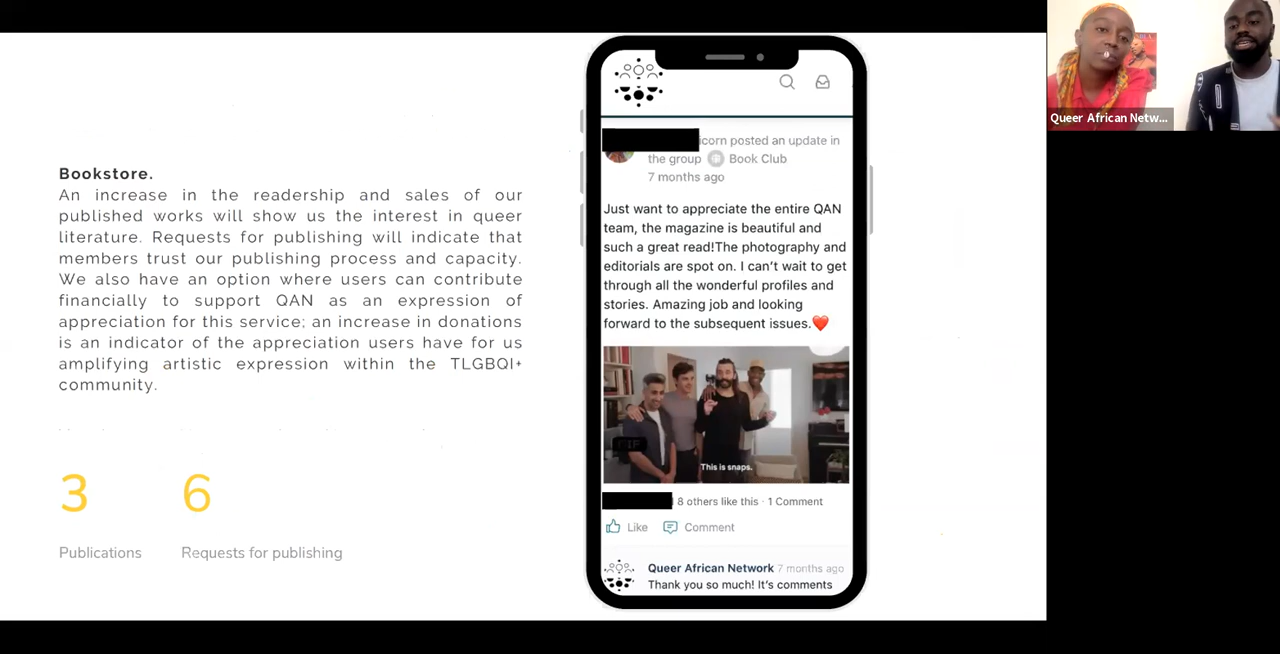 Bookstore.
An increase in the readership and sales of our
published works will show us the interest in queer
literature. Requests for publishing will indicate that
members trust our publishing process and capacity.
We also have an option where users can contribute
financially to support QAN as an expression of
appreciation for this service; an increase in donations
is an indicator of the appreciation users have for us
amplifying artistic expression within the TLGBQI+
community.
3
6
Publications
Requests for publishing
icorn posted an update in
the group Book Club
7 months ago
Just want to appreciate the entire QAN
team, the magazine is beautiful and
such a great read!The photography and
editorials are spot on. I can't wait to get
through all the wonderful profiles and
stories. Amazing job and looking
forward to the subsequent issues.❤️
GIF
This is snaps.
8 others like this · 1 Comment
Like Comment
Queer African Network 7 months ago
Thank you so much! It's comments
Queer African Netw...